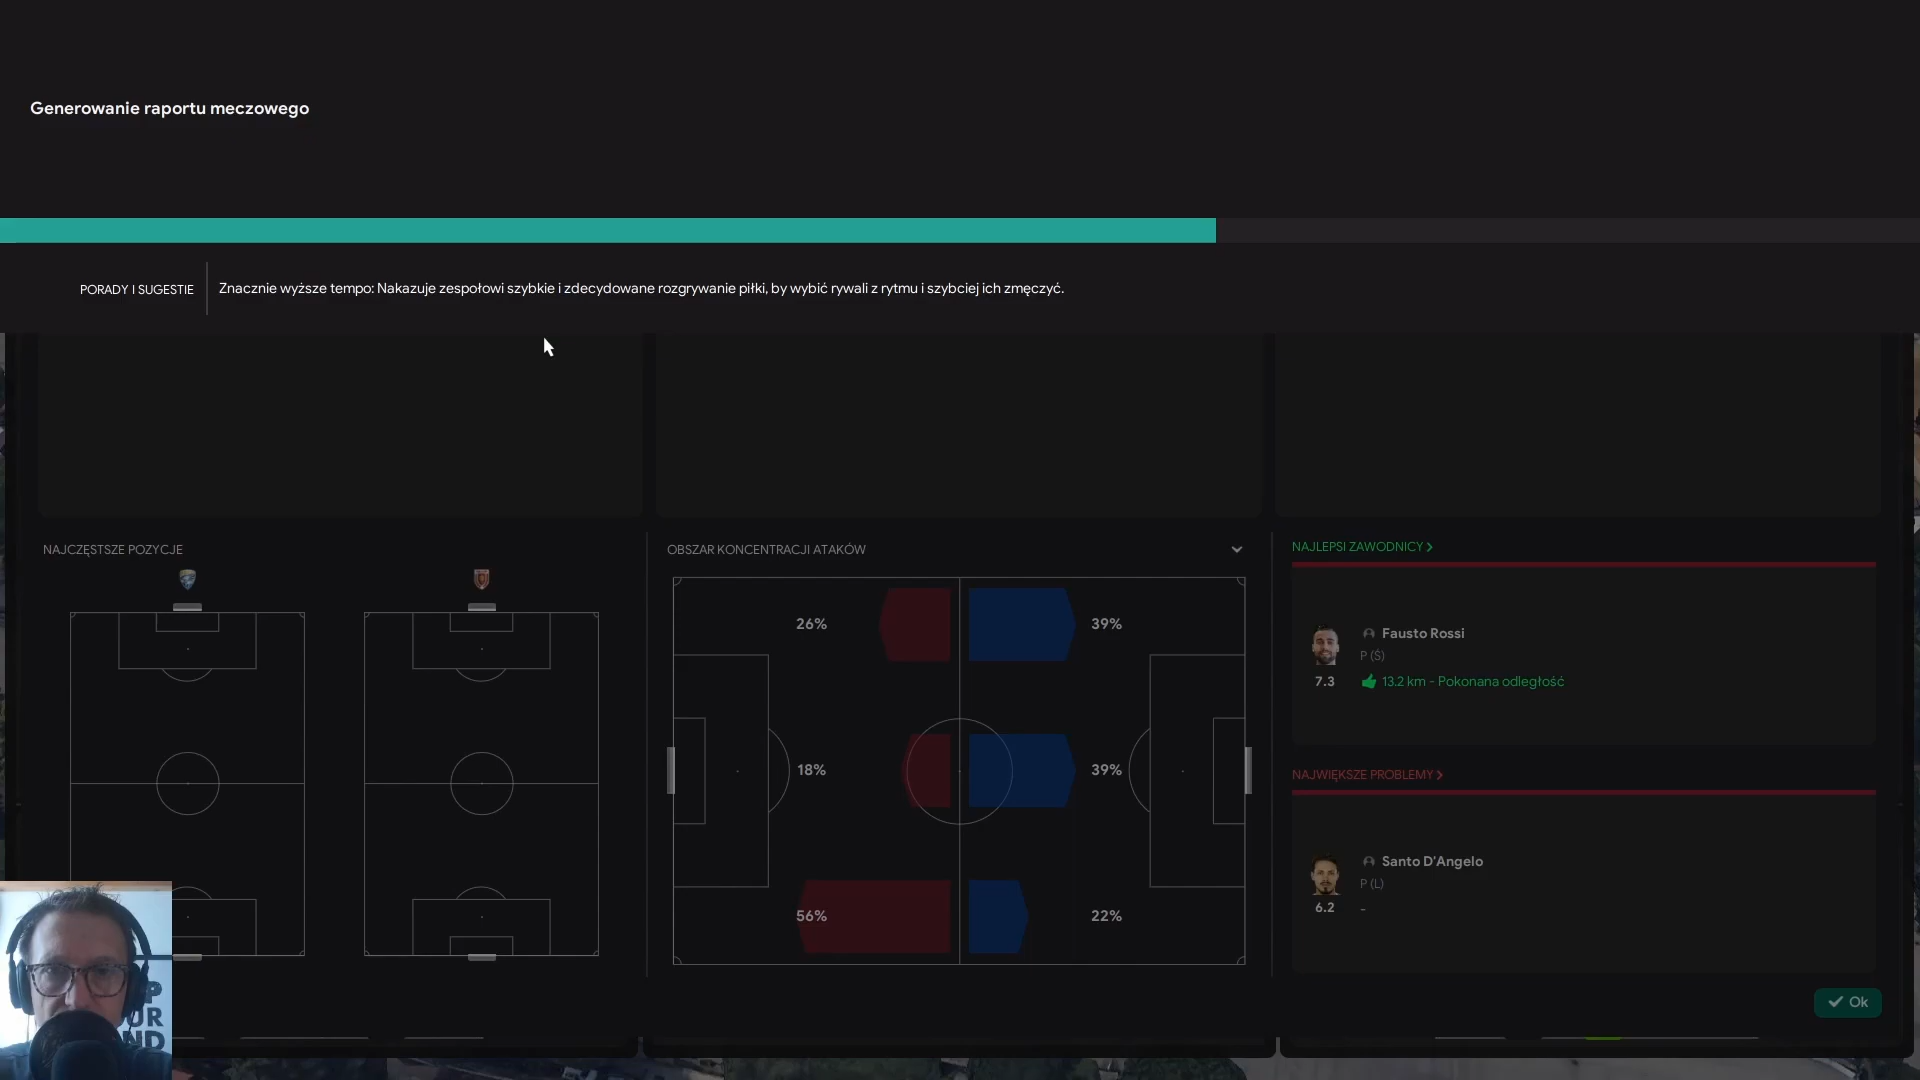 Generowanie raportu meczowego
PORADY I SUGESTIE
Znacznie wyższe tempo: Nakazuje zespołowi szybkie i zdecydowane rozgrywanie piłki, by wybić rywali z rytmu i szybciej ich zmęczyć.
NAJCZĘSTSZE POZYCJE
OBSZAR KONCENTRACJI ATAKÓW
26%
39%
18%
39%
56%
22%
NAJLEPSI ZAWODNICY
Fausto Rossi
P (Ś)
7.3
13.2 km - Pokonana odległość
NAJWIĘKSZE PROBLEMY
Santo D'Angelo
P (L)
6.2
-
Ok